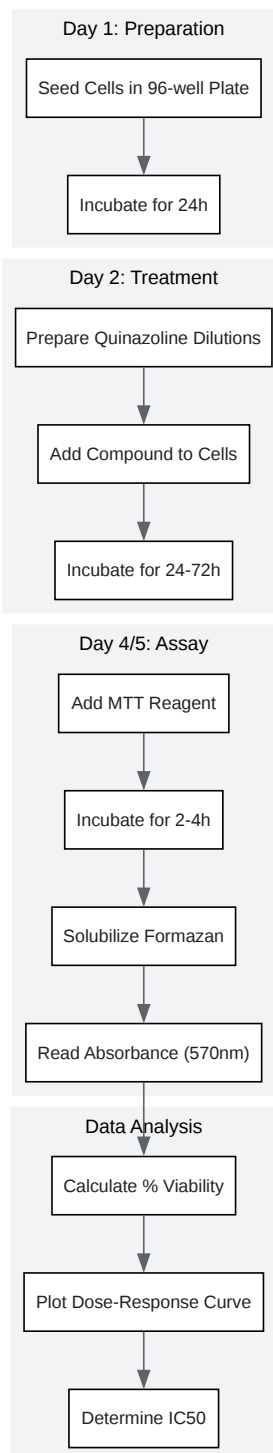 Day 1: Preparation
Seed Cells in 96-well Plate
Incubate for 24h
Day 2: Treatment
Prepare Quinazoline Dilutions
Add Compound to Cells
Incubate for 24-72h
Day 4/5: Assay
Add MTT Reagent
Incubate for 2-4h
Solubilize Formazan
Read Absorbance (570nm)
Data Analysis
Calculate % Viability
Plot Dose-Response Curve
Determine IC50